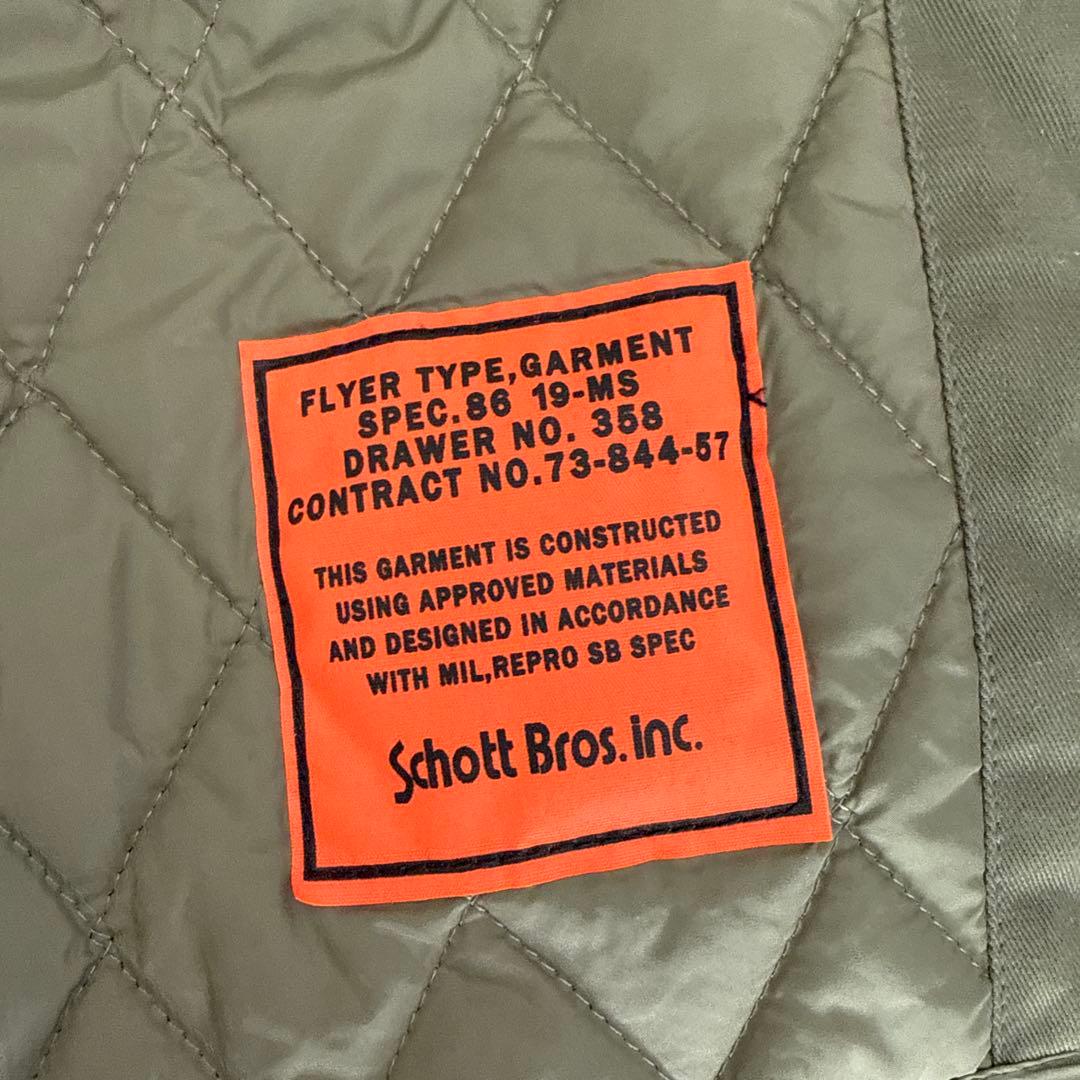 FLYER TYPE,GARMENT
SPEC.86 19-MS
DRAWER NO. 358
CONTRACT NO.73-844-57
THIS GARMENT IS CONSTRUCTED
USING APPROVED MATERIALS
AND DESIGNED IN ACCORDANCE
WITH MIL,REPRO SB SPEC
Schott Bros.inc.